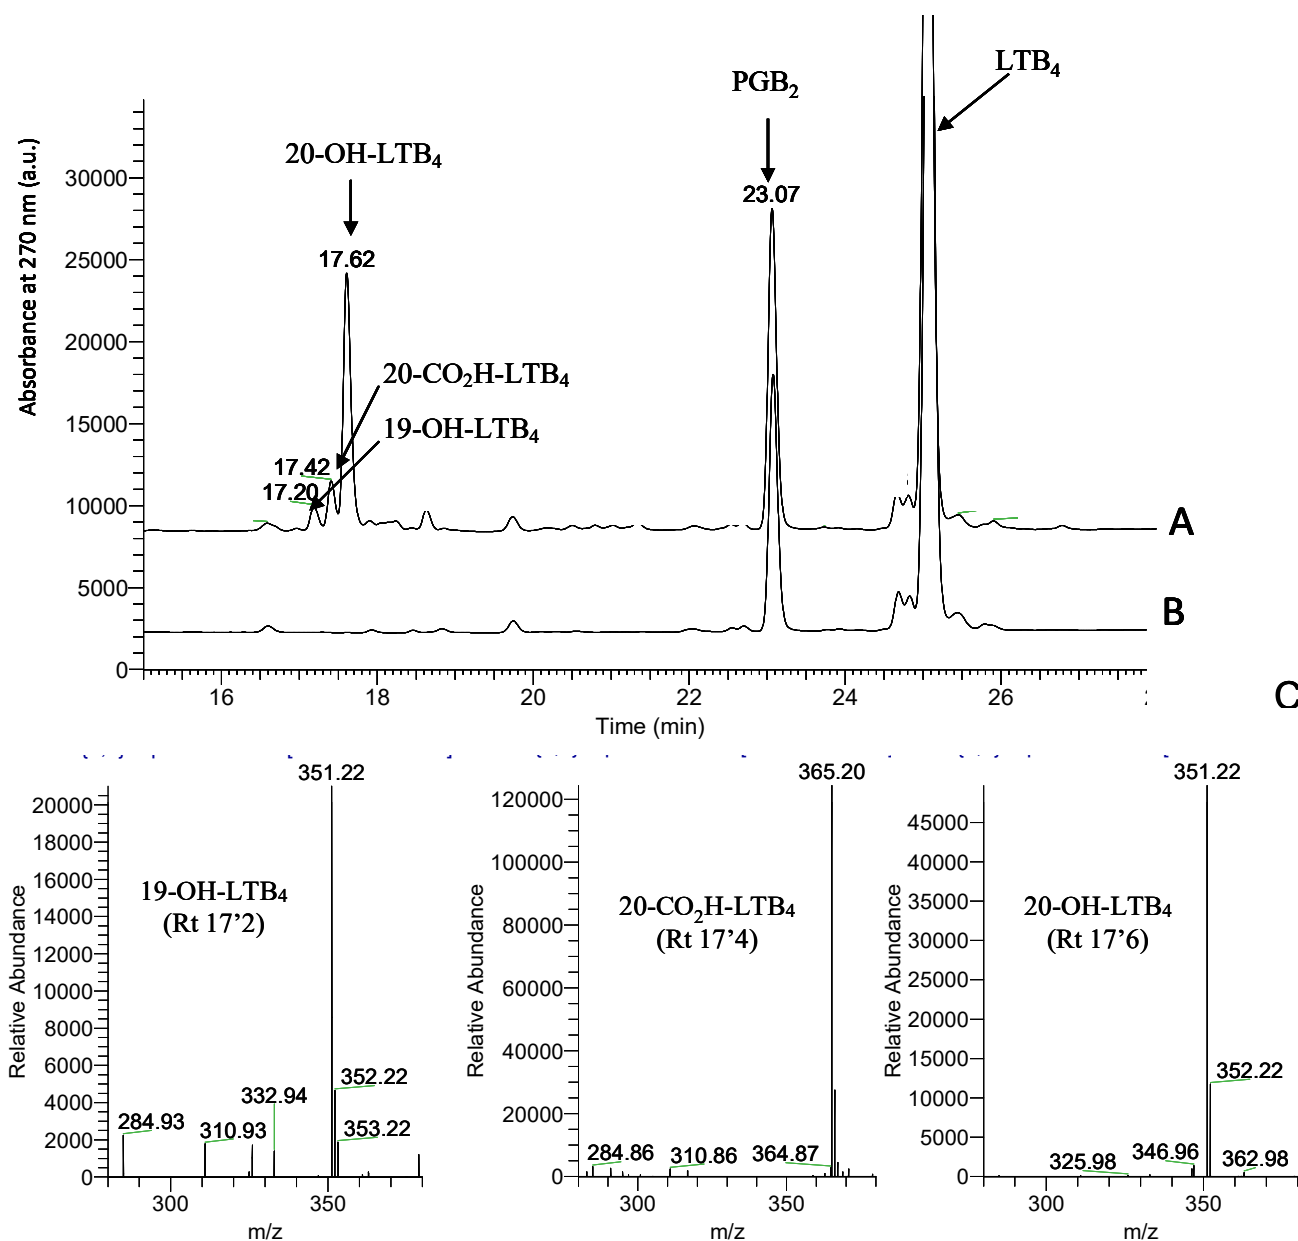 LTB₄
PGB₂
20-OH-LTB₄
23.07
17.62
20-CO₂H-LTB₄
19-OH-LTB₄
17.42
17.20
Absorbance at 270 nm (a.u.)
30000
25000
20000
15000
10000
5000
0
A
B
16 18 20 22 24 26
Time (min)
C
351.22
20000
18000
16000
14000
12000
10000
8000
6000
4000
2000
0
Relative Abundance
19-OH-LTB₄
(Rt 17’2)
352.22
332.94
284.93
310.93
353.22
300 350
m/z
365.20
120000
100000
80000
60000
40000
20000
0
Relative Abundance
20-CO₂H-LTB₄
(Rt 17’4)
284.86
310.86
364.87
300 350
m/z
351.22
45000
40000
35000
30000
25000
20000
15000
10000
5000
0
Relative Abundance
20-OH-LTB₄
(Rt 17’6)
352.22
346.96
325.98
362.98
300 350
m/z